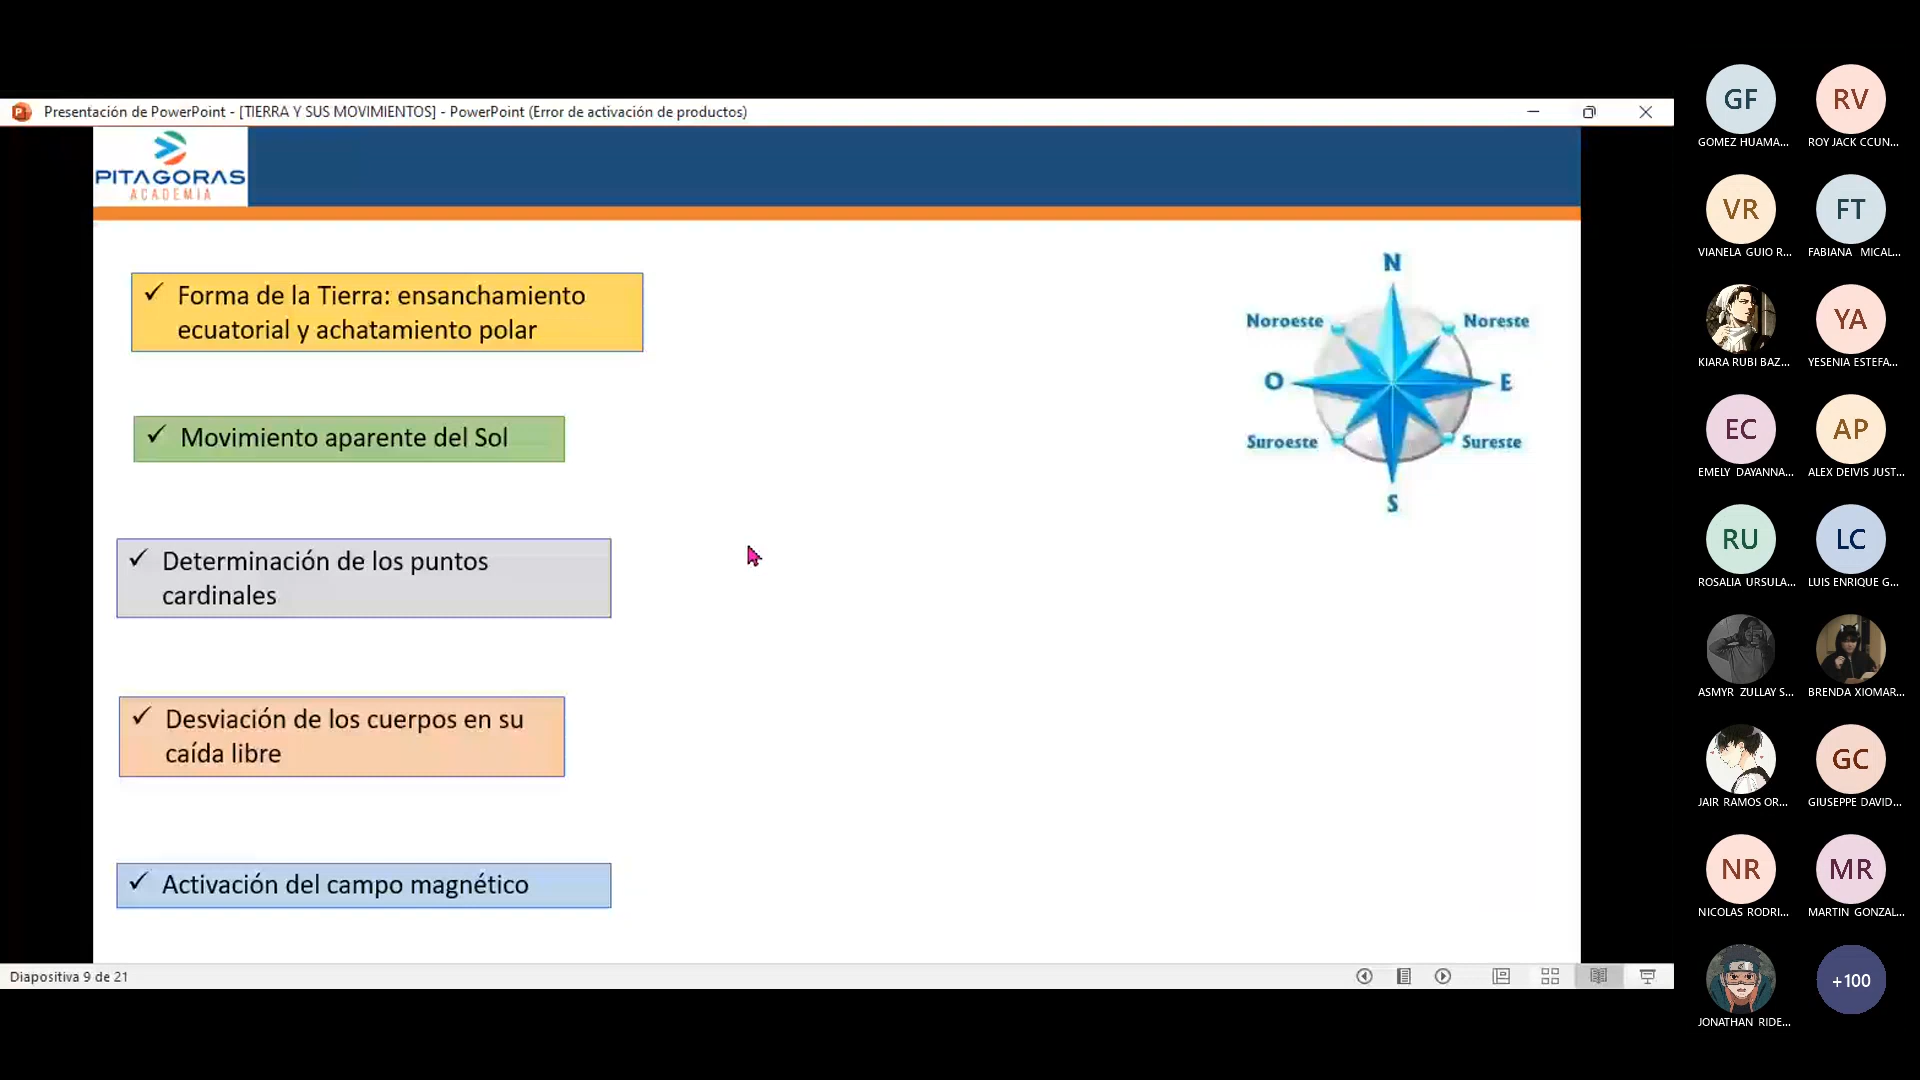 Presentación de PowerPoint - [TIERRA Y SUS MOVIMIENTOS] - PowerPoint (Error de activación de productos)
PITAGORAS
ACADEMIA
✓ Forma de la Tierra: ensanchamiento
ecuatorial y achatamiento polar
✓ Movimiento aparente del Sol
✓ Determinación de los puntos
cardinales
✓ Desviación de los cuerpos en su
caída libre
✓ Activación del campo magnético
N
Noroeste
Noreste
O
E
Suroeste
Sureste
S
Diapositiva 9 de 21
GF
GOMEZ HUAMA...
RV
ROY JACK CCUN...
VR
VIANELA GUIO R...
FT
FABIANA MICAL...
KIARA RUBI BAZ...
YA
YESENIA ESTEFA...
EC
EMELY DAYANNA...
AP
ALEX DEIVIS JUST...
RU
ROSALIA URSULA...
LC
LUIS ENRIQUE G...
ASMYR ZULLAY S...
BRENDA XIOMAR...
JAIR RAMOS OR...
GC
GIUSEPPE DAVID...
NR
NICOLAS RODRI...
MR
MARTIN GONZAL...
JONATHAN RIDE...
+100